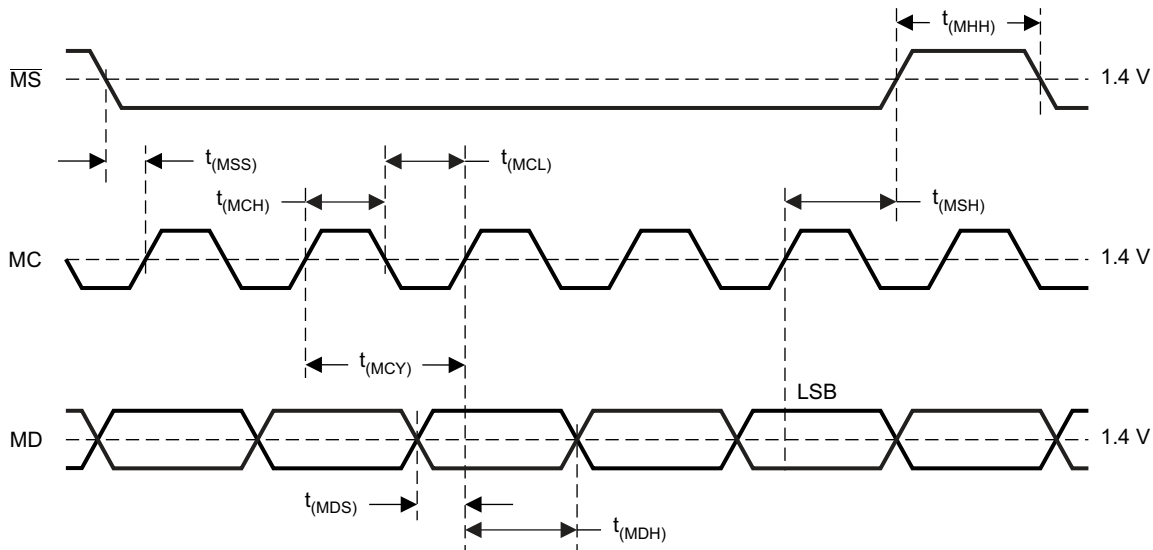 t(MHH)
MS 1.4 V
t(MSS) t(MCL)
t(MCH) t(MSH)
MC 1.4 V
t(MCY)
LSB
MD 1.4 V
t(MDS)
t(MDH)